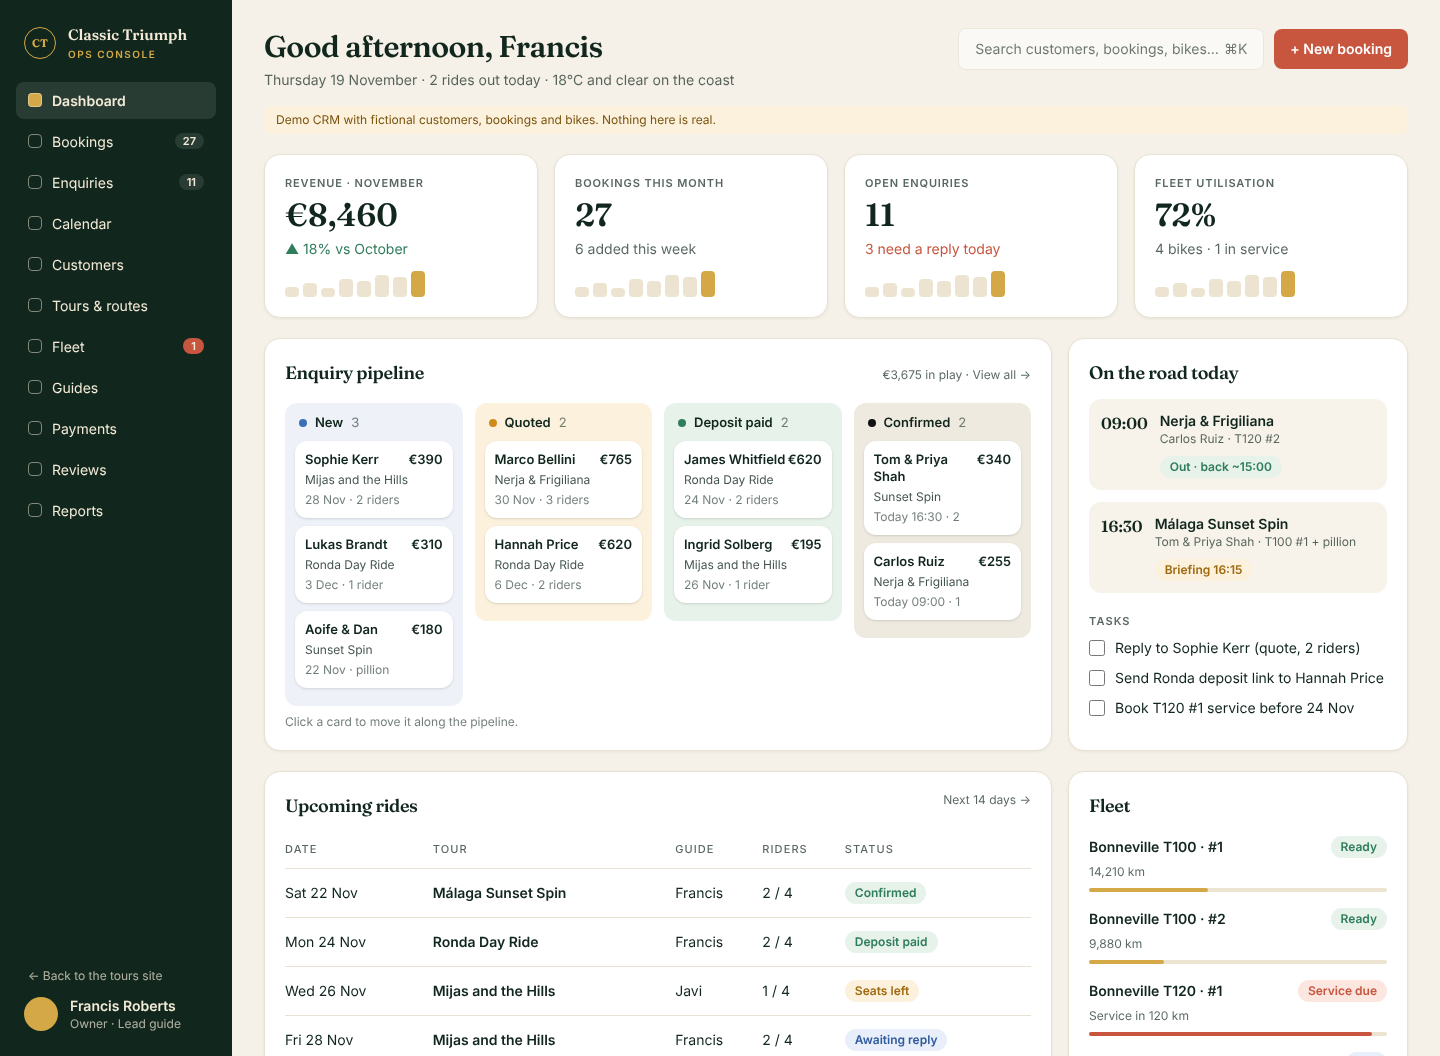 CT
Classic Triumph
OPS CONSOLE
Dashboard
Bookings 27
Enquiries 11
Calendar
Customers
Tours & routes
Fleet 1
Guides
Payments
Reviews
Reports
← Back to the tours site
Francis Roberts
Owner · Lead guide
Good afternoon, Francis
Thursday 19 November · 2 rides out today · 18°C and clear on the coast
Search customers, bookings, bikes... ⌘K
+ New booking
Demo CRM with fictional customers, bookings and bikes. Nothing here is real.
REVENUE · NOVEMBER
€8,460
▲ 18% vs October
BOOKINGS THIS MONTH
27
6 added this week
OPEN ENQUIRIES
11
3 need a reply today
FLEET UTILISATION
72%
4 bikes · 1 in service
Enquiry pipeline
€3,675 in play · View all →
New 3
Sophie Kerr €390
Mijas and the Hills
28 Nov · 2 riders
Lukas Brandt €310
Ronda Day Ride
3 Dec · 1 rider
Aoife & Dan €180
Sunset Spin
22 Nov · pillion
Quoted 2
Marco Bellini €765
Nerja & Frigiliana
30 Nov · 3 riders
Hannah Price €620
Ronda Day Ride
6 Dec · 2 riders
Deposit paid 2
James Whitfield €620
Ronda Day Ride
24 Nov · 2 riders
Ingrid Solberg €195
Mijas and the Hills
26 Nov · 1 rider
Confirmed 2
Tom & Priya €340
Shah
Sunset Spin
Today 16:30 · 2
Carlos Ruiz €255
Nerja & Frigiliana
Today 09:00 · 1
Click a card to move it along the pipeline.
On the road today
09:00 Nerja & Frigiliana
Carlos Ruiz · T120 #2
Out · back ~15:00
16:30 Málaga Sunset Spin
Tom & Priya Shah · T100 #1 + pillion
Briefing 16:15
TASKS
Reply to Sophie Kerr (quote, 2 riders)
Send Ronda deposit link to Hannah Price
Book T120 #1 service before 24 Nov
Upcoming rides
Next 14 days →
DATE TOUR GUIDE RIDERS STATUS
Sat 22 Nov Málaga Sunset Spin Francis 2 / 4 Confirmed
Mon 24 Nov Ronda Day Ride Francis 2 / 4 Deposit paid
Wed 26 Nov Mijas and the Hills Javi 1 / 4 Seats left
Fri 28 Nov Mijas and the Hills Francis 2 / 4 Awaiting reply
Fleet
Bonneville T100 · #1 Ready
14,210 km
Bonneville T100 · #2 Ready
9,880 km
Bonneville T120 · #1 Service due
Service in 120 km